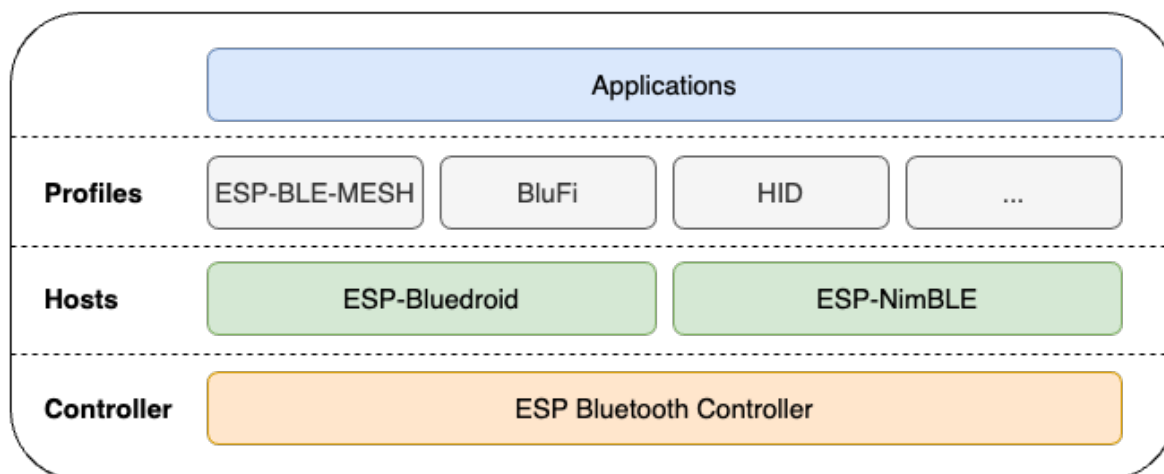 Applications
Profiles
ESP-BLE-MESH
BluFi
HID
...
Hosts
ESP-Bluedroid
ESP-NimBLE
Controller
ESP Bluetooth Controller